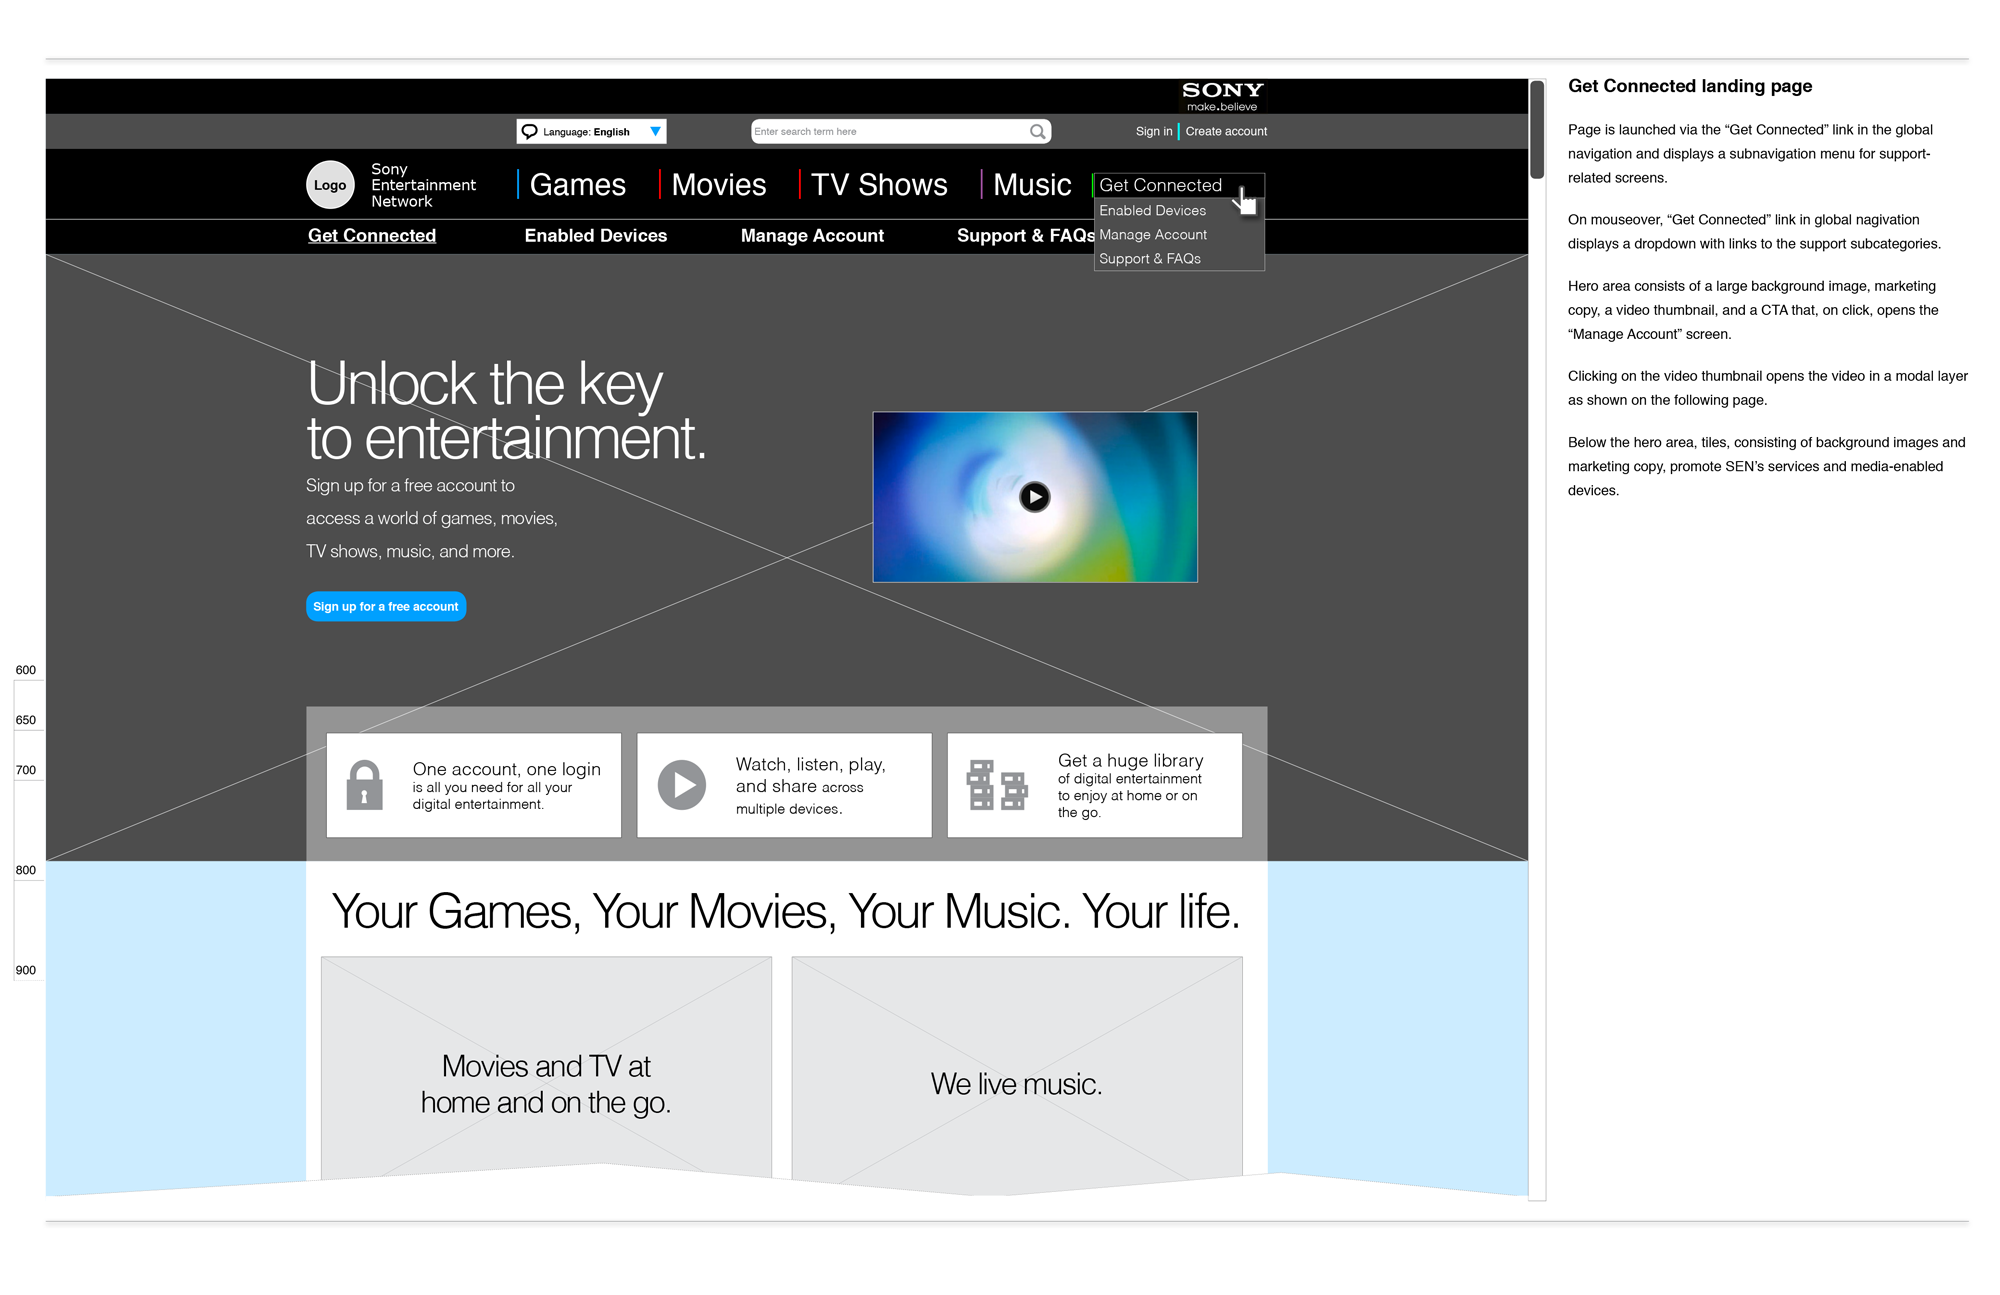 SONY
make.believe
Language: English
Enter search term here
Sign in
Create account
Logo
Sony
Entertainment
Network
Games
Movies
TV Shows
Music
Get Connected
Enabled Devices
Manage Account
Support & FAQs
Get Connected
Enabled Devices
Manage Account
Support & FAQs
Unlock the key
to entertainment.
Sign up for a free account to
access a world of games, movies,
TV shows, music, and more.
Sign up for a free account
600
650
700
800
900
One account, one login
is all you need for all your
digital entertainment.
Watch, listen, play,
and share across
multiple devices.
Get a huge library
of digital entertainment
to enjoy at home or on
the go.
Your Games, Your Movies, Your Music. Your life.
Movies and TV at
home and on the go.
We live music.
Get Connected landing page
Page is launched via the “Get Connected” link in the global
navigation and displays a subnavigation menu for support-
related screens.
On mouseover, “Get Connected” link in global nagivation
displays a dropdown with links to the support subcategories.
Hero area consists of a large background image, marketing
copy, a video thumbnail, and a CTA that, on click, opens the
“Manage Account” screen.
Clicking on the video thumbnail opens the video in a modal layer
as shown on the following page.
Below the hero area, tiles, consisting of background images and
marketing copy, promote SEN’s services and media-enabled
devices.